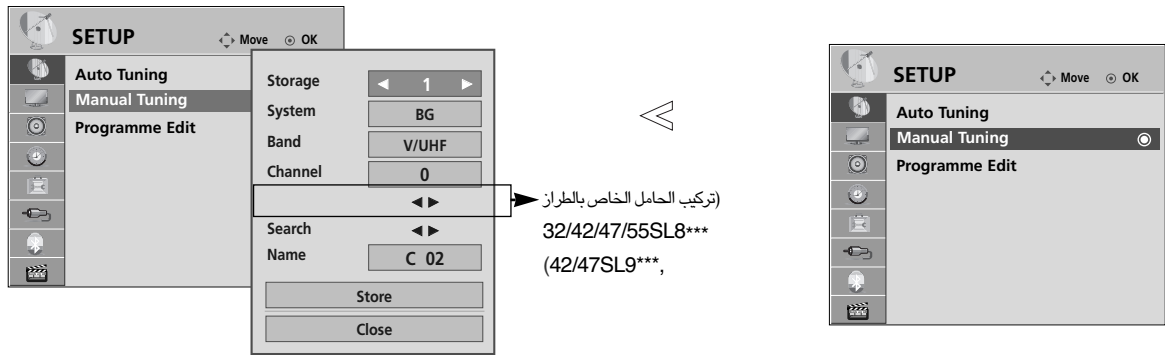 SETUP Move OK
Auto Tuning
Manual Tuning
Programme Edit
Storage 1
System BG
Band V/UHF
Channel 0
Search
Name C 02
Store
Close
(تركيب الحامل الخاص بالطراز
32/42/47/55SL8***
(42/47SL9***,
SETUP Move OK
Auto Tuning
Manual Tuning
Programme Edit